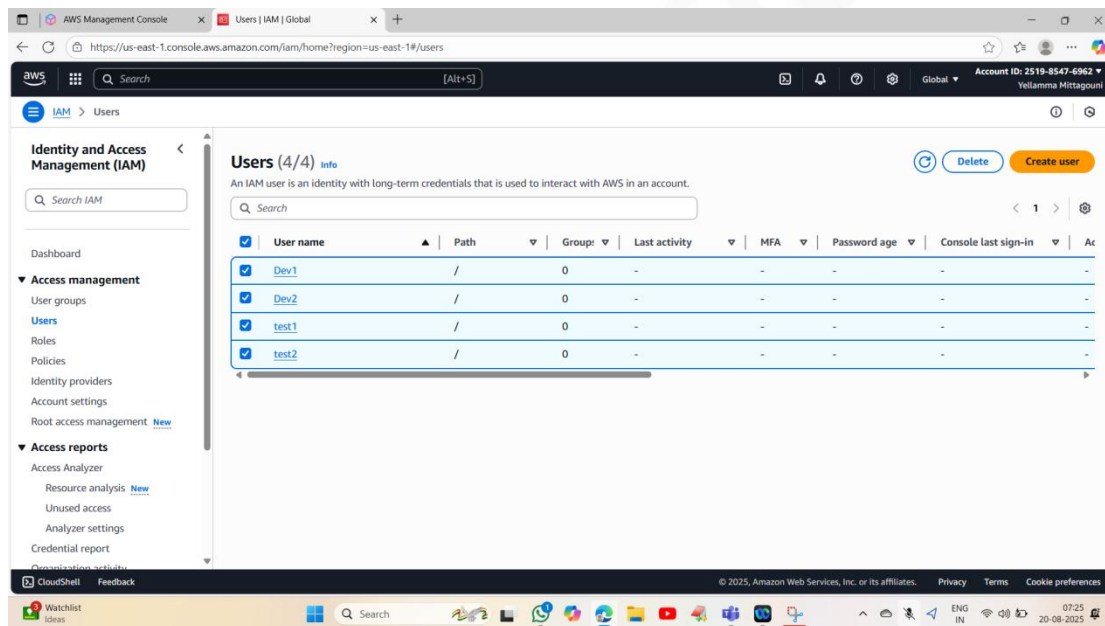 AWS Management Console
Users | IAM | Global
https://us-east-1.console.aws.amazon.com/iam/home?region=us-east-1#/users
aws
Search
[Alt+S]
Global
Account ID: 2519-8547-6962
Yellamma Mittagouni
IAM > Users
Identity and Access Management (IAM)
Search IAM
Dashboard
Access management
User groups
Users
Roles
Policies
Identity providers
Account settings
Root access management New
Access reports
Access Analyzer
Resource analysis New
Unused access
Analyzer settings
Credential report
Organization activity
Users (4/4) Info
Delete
Create user
An IAM user is an identity with long-term credentials that is used to interact with AWS in an account.
Search
1
User name Path Group: Last activity MFA Password age Console last sign-in Ac
Dev1 / 0 - - - - -
Dev2 / 0 - - - - -
test1 / 0 - - - - -
test2 / 0 - - - - -
CloudShell Feedback
© 2025, Amazon Web Services, Inc. or its affiliates. Privacy Terms Cookie preferences
3
Watchlist
Ideas
Search
ENG
IN
07:25
20-08-2025